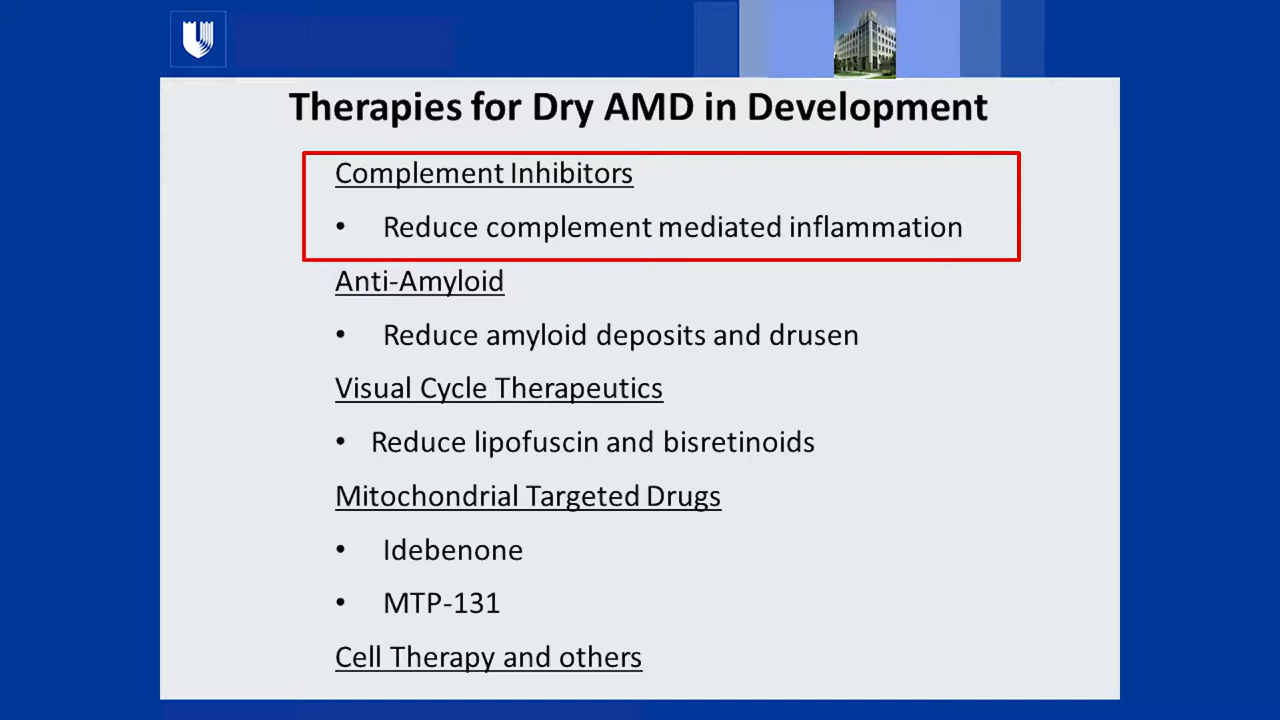 Therapies for Dry AMD in Development
Complement Inhibitors
• Reduce complement mediated inflammation
Anti-Amyloid
• Reduce amyloid deposits and drusen
Visual Cycle Therapeutics
• Reduce lipofuscin and bisretinoids
Mitochondrial Targeted Drugs
• Idebenone
• MTP-131
Cell Therapy and others